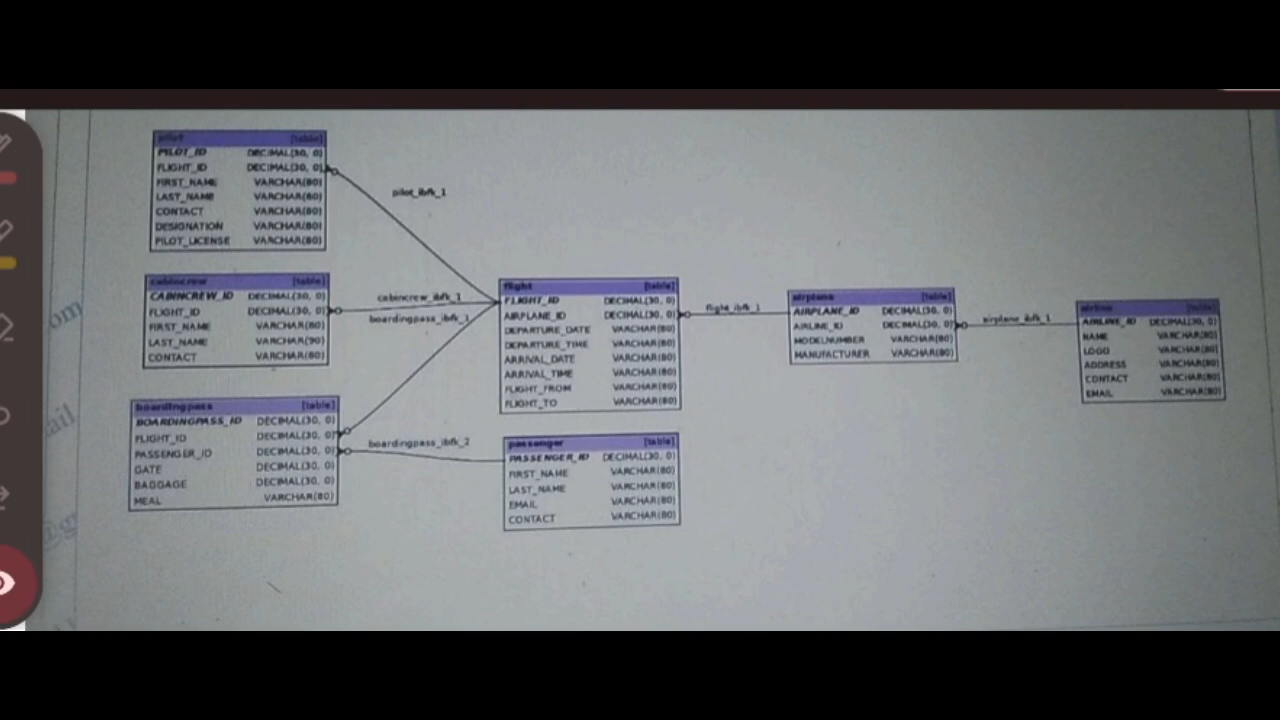 pilot [table]
PILOT_ID DECIMAL(30, 0)
FLIGHT_ID DECIMAL(30, 0)
FIRST_NAME VARCHAR(80)
LAST_NAME VARCHAR(80)
CONTACT VARCHAR(80)
DESIGNATION VARCHAR(80)
PILOT_LICENSE VARCHAR(80)
pilot_ibfk_1
cabincrew [table]
CABINCREW_ID DECIMAL(30, 0)
FLIGHT_ID DECIMAL(30, 0)
FIRST_NAME VARCHAR(80)
LAST_NAME VARCHAR(90)
CONTACT VARCHAR(80)
cabincrew_ibfk_1
boardingpass_ibfk_1
boardingpass [table]
BOARDINGPASS_ID DECIMAL(30, 0)
FLIGHT_ID DECIMAL(30, 0)
PASSENGER_ID DECIMAL(30, 0)
GATE DECIMAL(30, 0)
BAGGAGE DECIMAL(30, 0)
MEAL VARCHAR(80)
boardingpass_ibfk_2
flight [table]
FLIGHT_ID DECIMAL(30, 0)
AIRPLANE_ID DECIMAL(30, 0)
DEPARTURE_DATE VARCHAR(80)
DEPARTURE_TIME VARCHAR(80)
ARRIVAL_DATE VARCHAR(80)
ARRIVAL_TIME VARCHAR(80)
FLIGHT_FROM VARCHAR(80)
FLIGHT_TO VARCHAR(80)
passenger [table]
PASSENGER_ID DECIMAL(30, 0)
FIRST_NAME VARCHAR(80)
LAST_NAME VARCHAR(80)
EMAIL VARCHAR(80)
CONTACT VARCHAR(80)
flight_ibfk_1
airplane [table]
AIRPLANE_ID DECIMAL(30, 0)
AIRLINE_ID DECIMAL(30, 0)
MODELNUMBER VARCHAR(80)
MANUFACTURER VARCHAR(80)
airplane_ibfk_1
airline [table]
AIRLINE_ID DECIMAL(30, 0)
NAME VARCHAR(80)
LOGO VARCHAR(80)
ADDRESS VARCHAR(80)
CONTACT VARCHAR(80)
EMAIL VARCHAR(80)
om
ail
@g